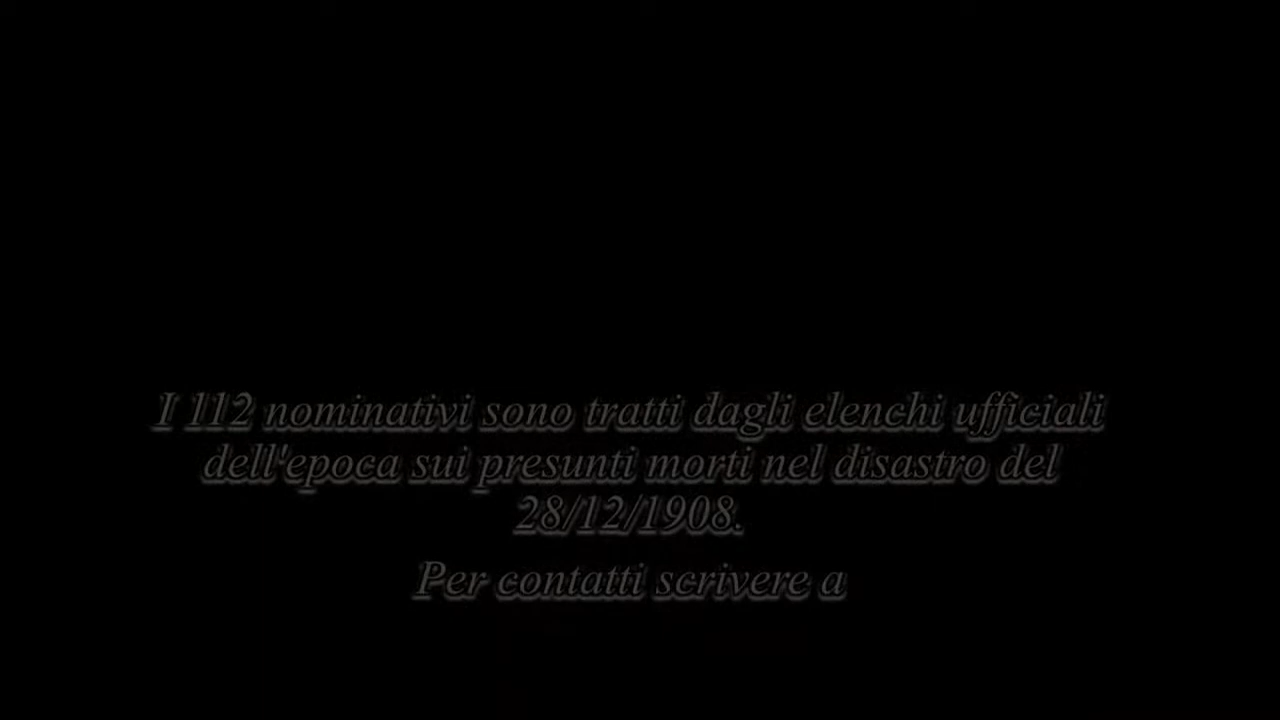 I 112 nominativi sono tratti dagli elenchi ufficiali
dell'epoca sui presunti morti nel disastro del
28/12/1908.
Per contatti scrivere a